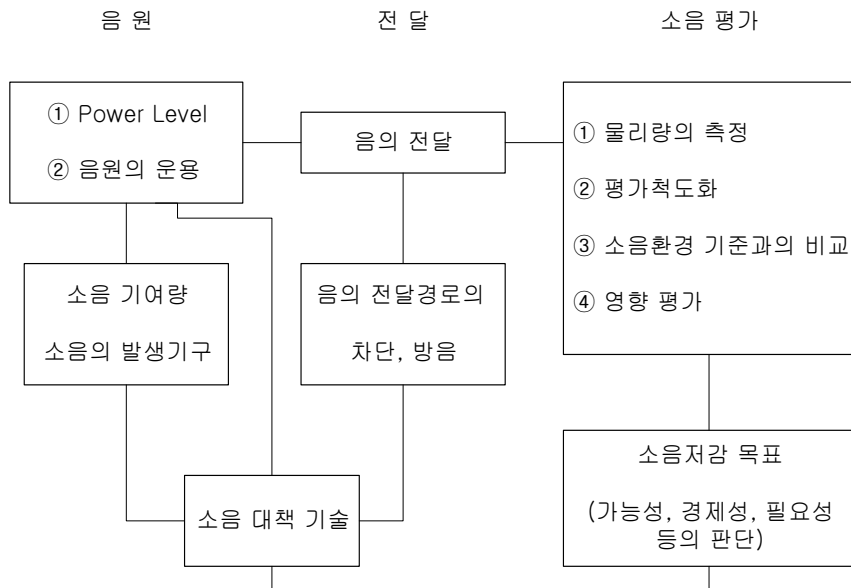 음 원
전 달
소음 평가
① Power Level
② 음원의 운용
음의 전달
① 물리량의 측정
② 평가척도화
③ 소음환경 기준과의 비교
④ 영향 평가
소음 기여량
소음의 발생기구
음의 전달경로의
차단, 방음
소음 대책 기술
소음저감 목표
(가능성, 경제성, 필요성
등의 판단)